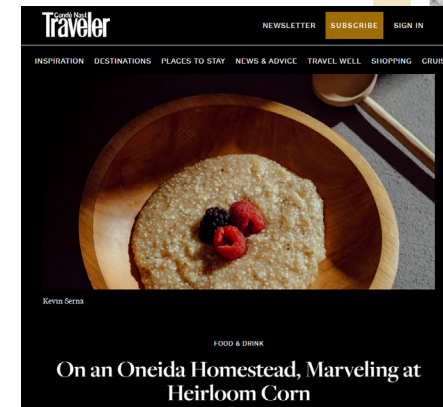 Condé Nast
Traveler
NEWSLETTER SUBSCRIBE SIGN IN
INSPIRATION DESTINATIONS PLACES TO STAY NEWS & ADVICE TRAVEL WELL SHOPPING CRUIS
Kevin Serna
FOOD & DRINK
On an Oneida Homestead, Marveling at
Heirloom Corn